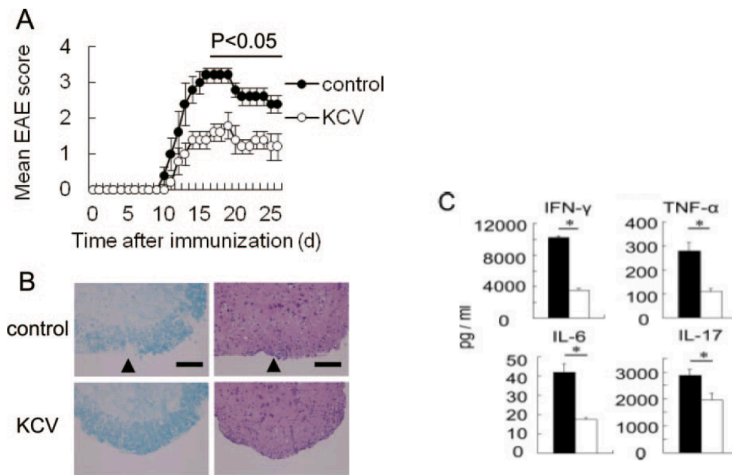 A
P<0.05
Mean EAE score
4
3
2
1
0
control
KCV
0 5 10 15 20 25
Time after immunization (d)
B
control
KCV
C
pg / ml
IFN-γ
*
10000
4000
0
TNF-α
*
400
300
200
100
0
IL-6
*
50
40
30
20
10
0
IL-17
*
3000
2000
1000
0